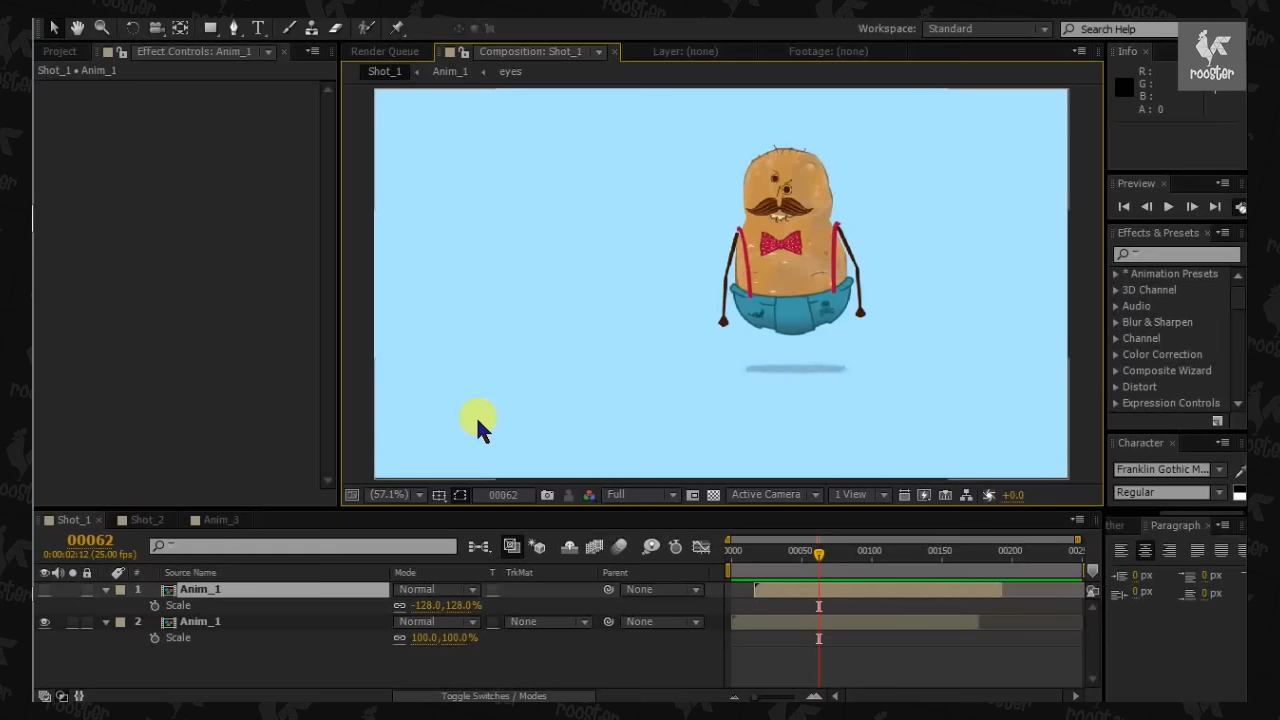 Workspace: Standard
Search Help
rooster
Project
Effect Controls: Anim_1
Render Queue
Composition: Shot_1
Layer: (none)
Footage: (none)
Info
Shot_1 • Anim_1
Shot_1
Anim_1
eyes
R:
G:
B:
A: 0
Preview
Effects & Presets
* Animation Presets
3D Channel
Audio
Blur & Sharpen
Channel
Color Correction
Composite Wizard
Distort
Expression Controls
Character
Franklin Gothic M...
Regular
(57.1%)
00062
Full
Active Camera
1 View
+0.0
Shot_1
Shot_2
Anim_3
ther
Paragraph
00062
0:00:02:12 (25.00 fps)
0000
00050
00100
00150
00200
# Source Name
Mode
T TrkMat
Parent
1 Anim_1
Normal
None
Scale
-128.0,128.0%
2 Anim_1
Normal
None
None
Scale
100.0,100.0%
0 px
0 px
0 px
0 px
Toggle Switches / Modes